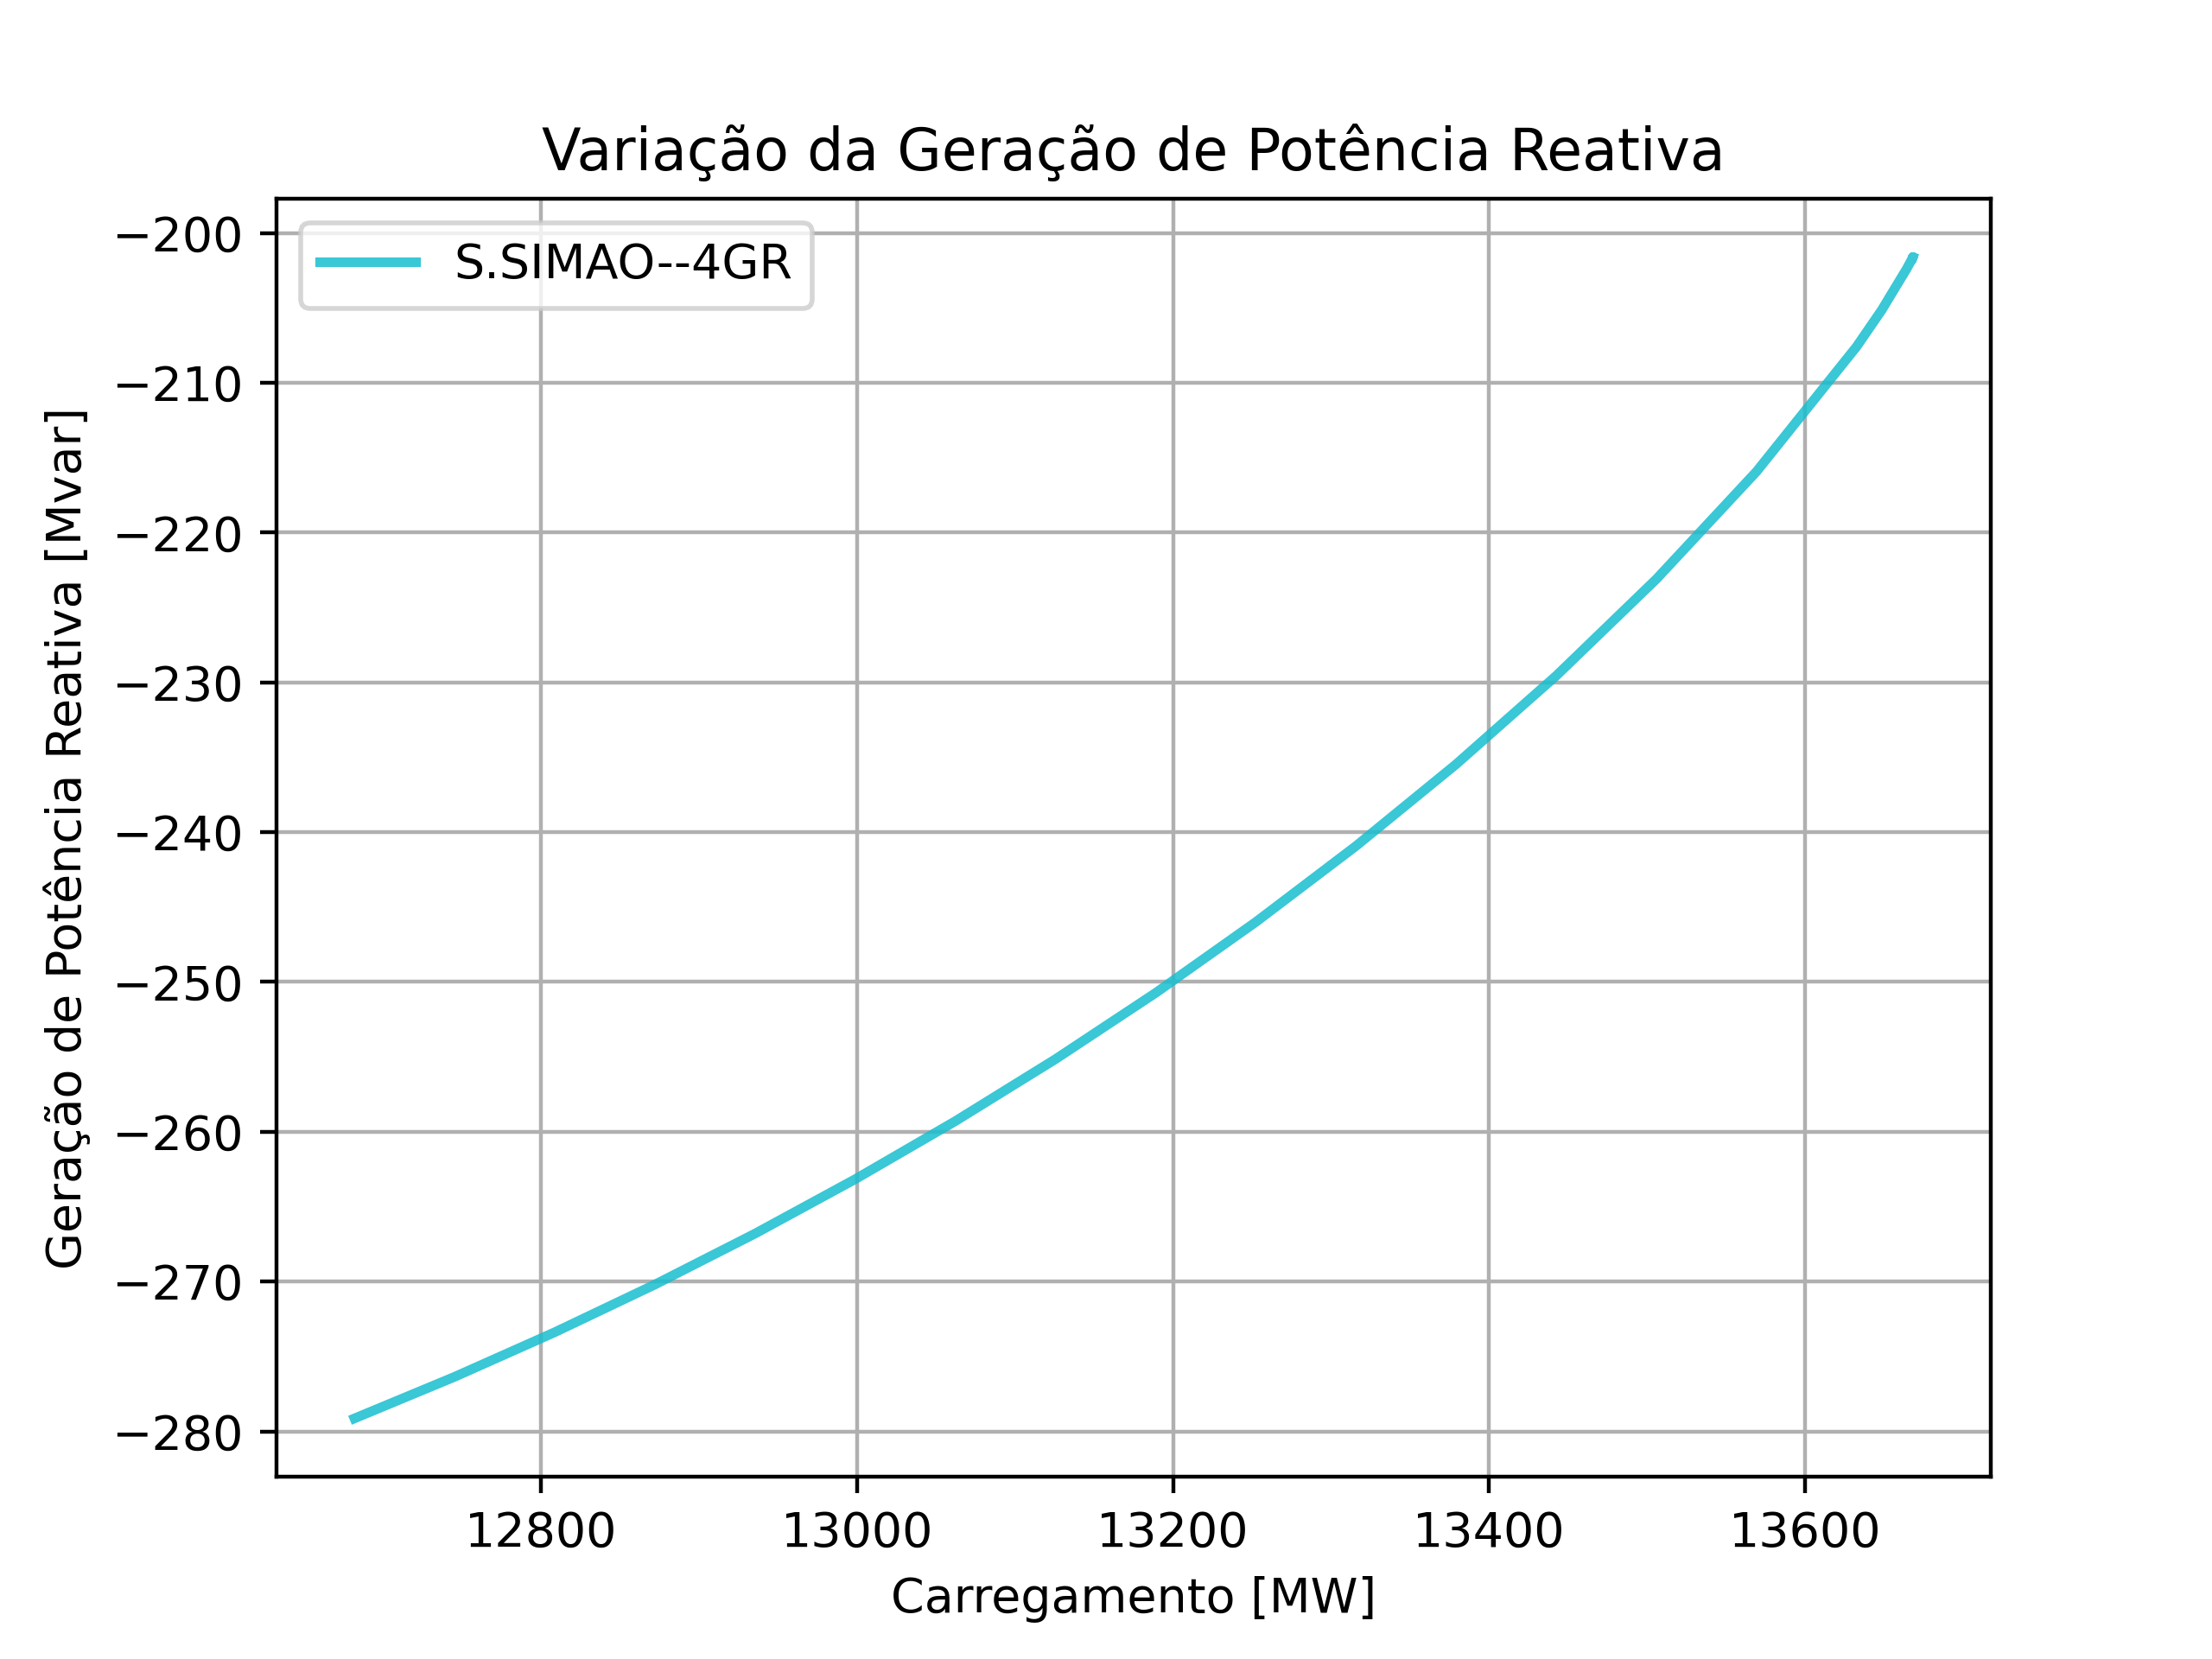 Variação da Geração de Potência Reativa
S.SIMAO--4GR
Geração de Potência Reativa [Mvar]
−200
−210
−220
−230
−240
−250
−260
−270
−280
12800 13000 13200 13400 13600
Carregamento [MW]